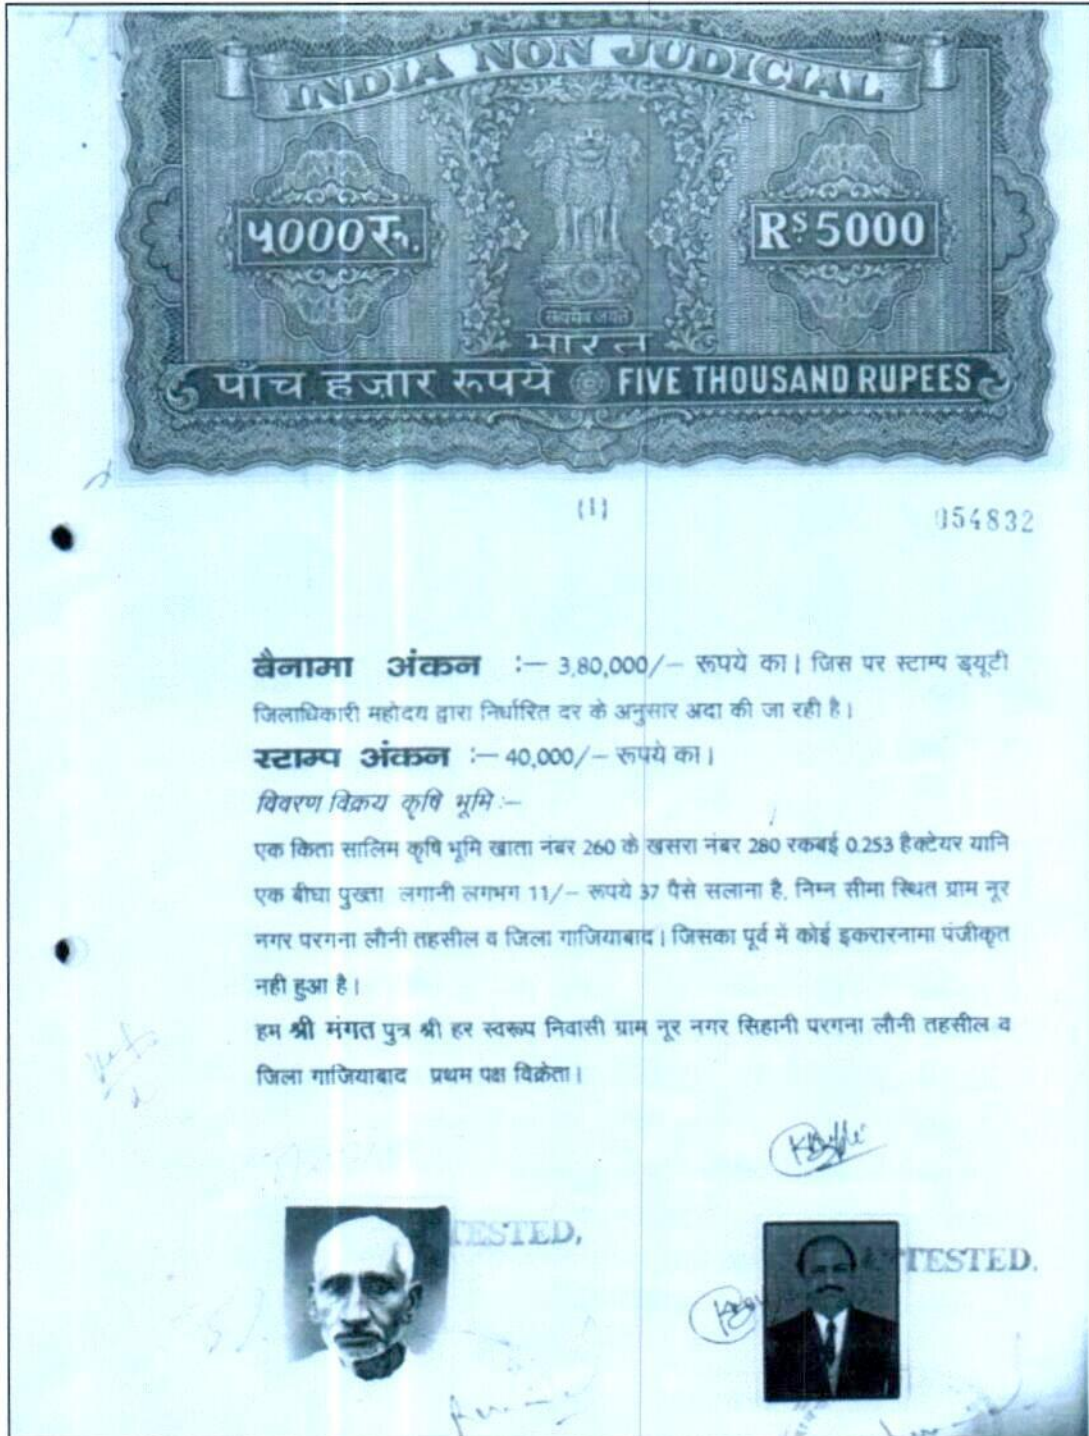 INDIA NON JUDICIAL
५000रु.
Rs 5000
सत्यमेव जयते
भारत
पाँच हजार रूपये FIVE THOUSAND RUPEES
(1)
054832
बैनामा अंकन :— 3,80,000/— रूपये का। जिस पर स्टाम्प ड्यूटी
जिलाधिकारी महोदय द्वारा निर्धारित दर के अनुसार अदा की जा रही है।
स्टाम्प अंकन :— 40,000/— रूपये का।
विवरण विक्रय कृषि भूमि :—
एक किता सालिम कृषि भूमि खाता नंबर 260 के खसरा नंबर 280 रकबई 0.253 हैक्टेयर यानि
एक बीघा पुख्ता लगानी लगभग 11/— रूपये 37 पैसे सलाना है, निम्न सीमा स्थित ग्राम नूर
नगर परगना लौनी तहसील व जिला गाजियाबाद। जिसका पूर्व में कोई इकरारनामा पंजीकृत
नही हुआ है।
हम श्री मंगत पुत्र श्री हर स्वरूप निवासी ग्राम नूर नगर सिहानी परगना लौनी तहसील व
जिला गाजियाबाद प्रथम पक्ष विक्रेता।
TESTED,
TTESTED.